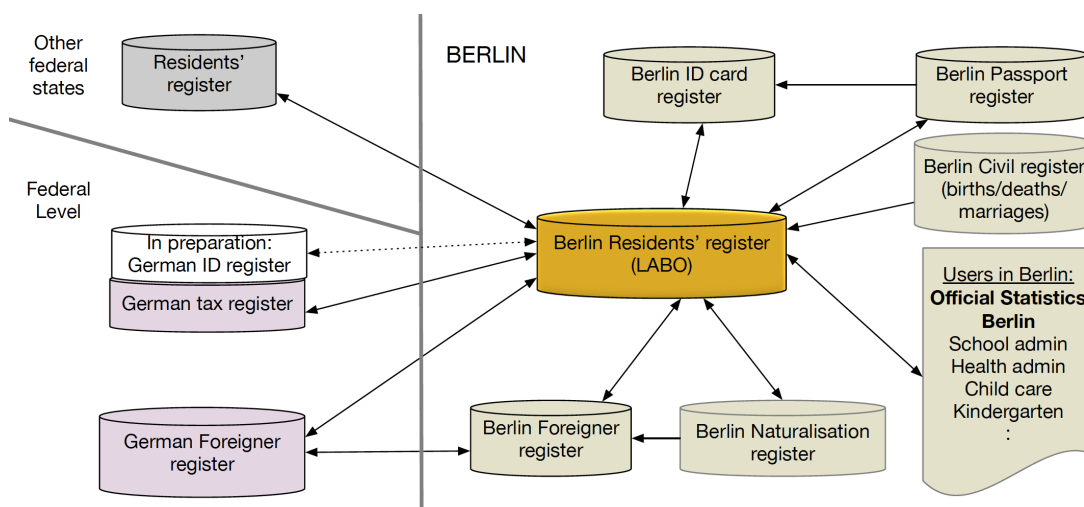 Other
federal
states
Residents’
register
BERLIN
Berlin ID card
register
Berlin Passport
register
Berlin Civil register
(births/deaths/
marriages)
Federal
Level
In preparation:
German ID register
German tax register
Berlin Residents’ register
(LABO)
Users in Berlin:
Official Statistics
Berlin
School admin
Health admin
Child care
Kindergarten
:
German Foreigner
register
Berlin Foreigner
register
Berlin Naturalisation
register